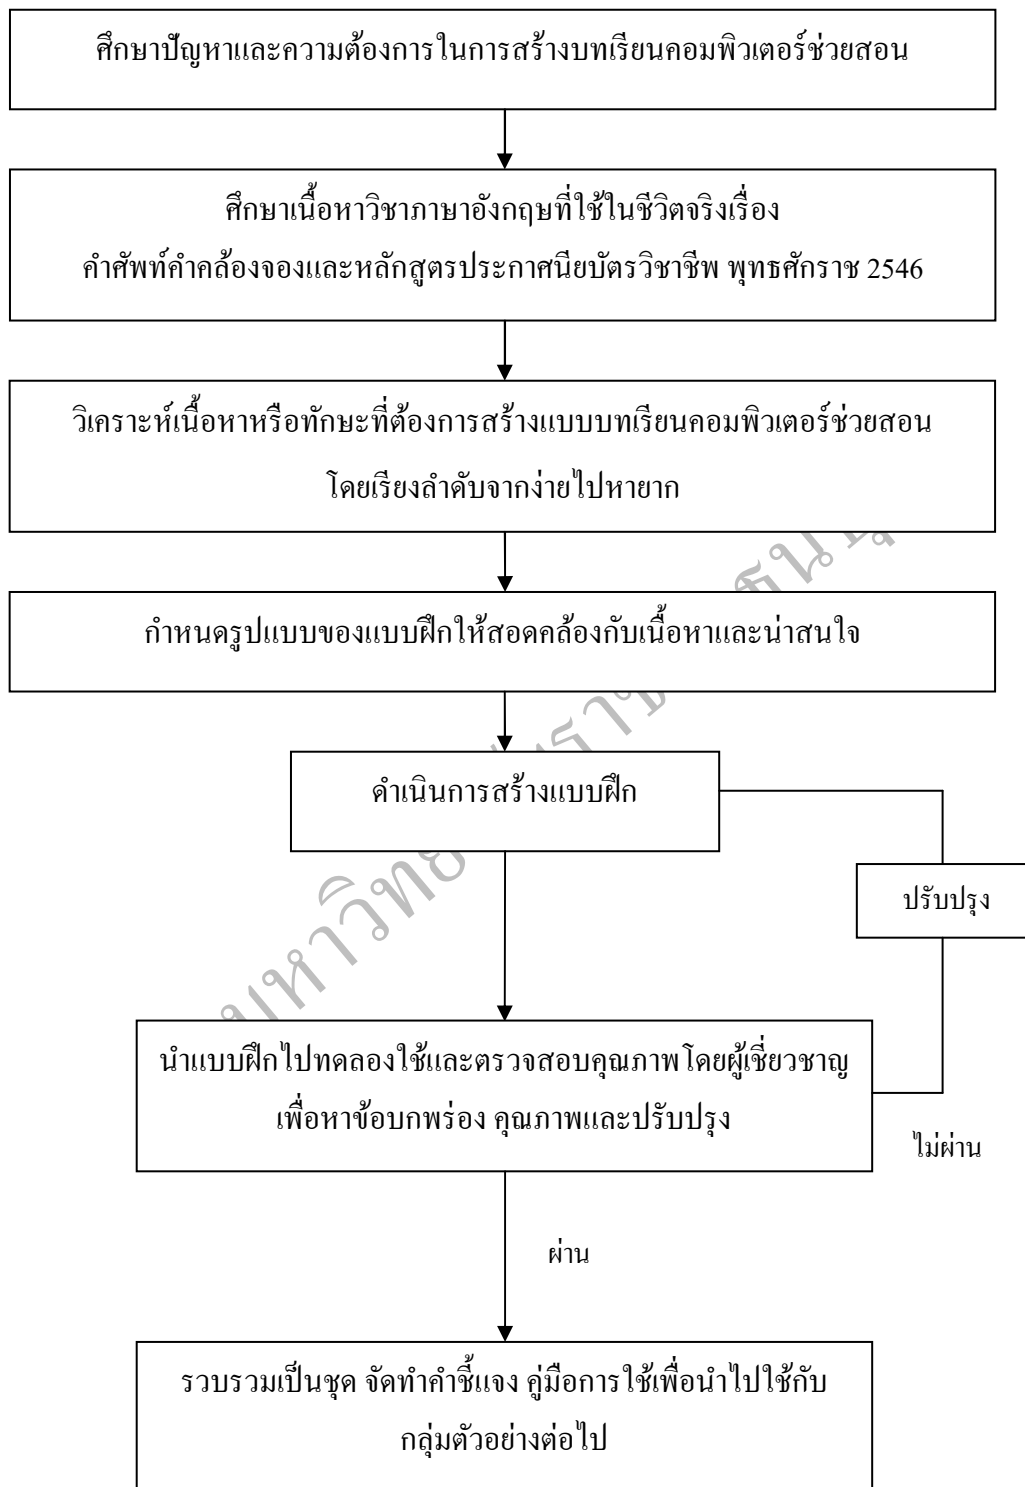 ศึกษาปัญหาและความต้องการในการสร้างบทเรียนคอมพิวเตอร์ช่วยสอน
ศึกษาเนื้อหาวิชาภาษาอังกฤษที่ใช้ในชีวิตจริงเรื่อง
คำศัพท์คำคล้องจองและหลักสูตรประกาศนียบัตรวิชาชีพ พุทธศักราช 2546
วิเคราะห์เนื้อหาหรือทักษะที่ต้องการสร้างแบบบทเรียนคอมพิวเตอร์ช่วยสอน
โดยเรียงลำดับจากง่ายไปหายาก
กำหนดรูปแบบของแบบฝึกให้สอดคล้องกับเนื้อหาและน่าสนใจ
ดำเนินการสร้างแบบฝึก
ปรับปรุง
นำแบบฝึกไปทดลองใช้และตรวจสอบคุณภาพโดยผู้เชี่ยวชาญ
เพื่อหาข้อบกพร่อง คุณภาพและปรับปรุง
ไม่ผ่าน
ผ่าน
รวบรวมเป็นชุด จัดทำคำชี้แจง คู่มือการใช้เพื่อนำไปใช้กับ
กลุ่มตัวอย่างต่อไป